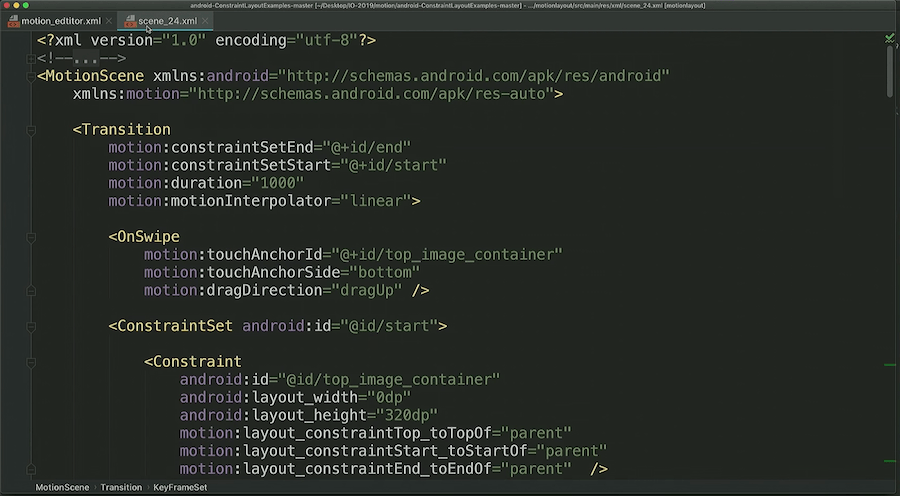 android-ConstraintLayoutExamples-master [~/Desktop/IO-2019/motion/android-ConstraintLayoutExamples-master] - .../motionlayout/src/main/res/xml/scene_24.xml [motionlayout]
motion_edtitor.xml scene_24.xml
<?xml version="1.0" encoding="utf-8"?>
<!--...-->
<MotionScene xmlns:android="http://schemas.android.com/apk/res/android"
xmlns:motion="http://schemas.android.com/apk/res-auto">
<Transition
motion:constraintSetEnd="@+id/end"
motion:constraintSetStart="@+id/start"
motion:duration="1000"
motion:motionInterpolator="linear">
<OnSwipe
motion:touchAnchorId="@+id/top_image_container"
motion:touchAnchorSide="bottom"
motion:dragDirection="dragUp" />
<ConstraintSet android:id="@id/start">
<Constraint
android:id="@id/top_image_container"
android:layout_width="0dp"
android:layout_height="320dp"
motion:layout_constraintTop_toTopOf="parent"
motion:layout_constraintStart_toStartOf="parent"
motion:layout_constraintEnd_toEndOf="parent" />
MotionScene › Transition › KeyFrameSet